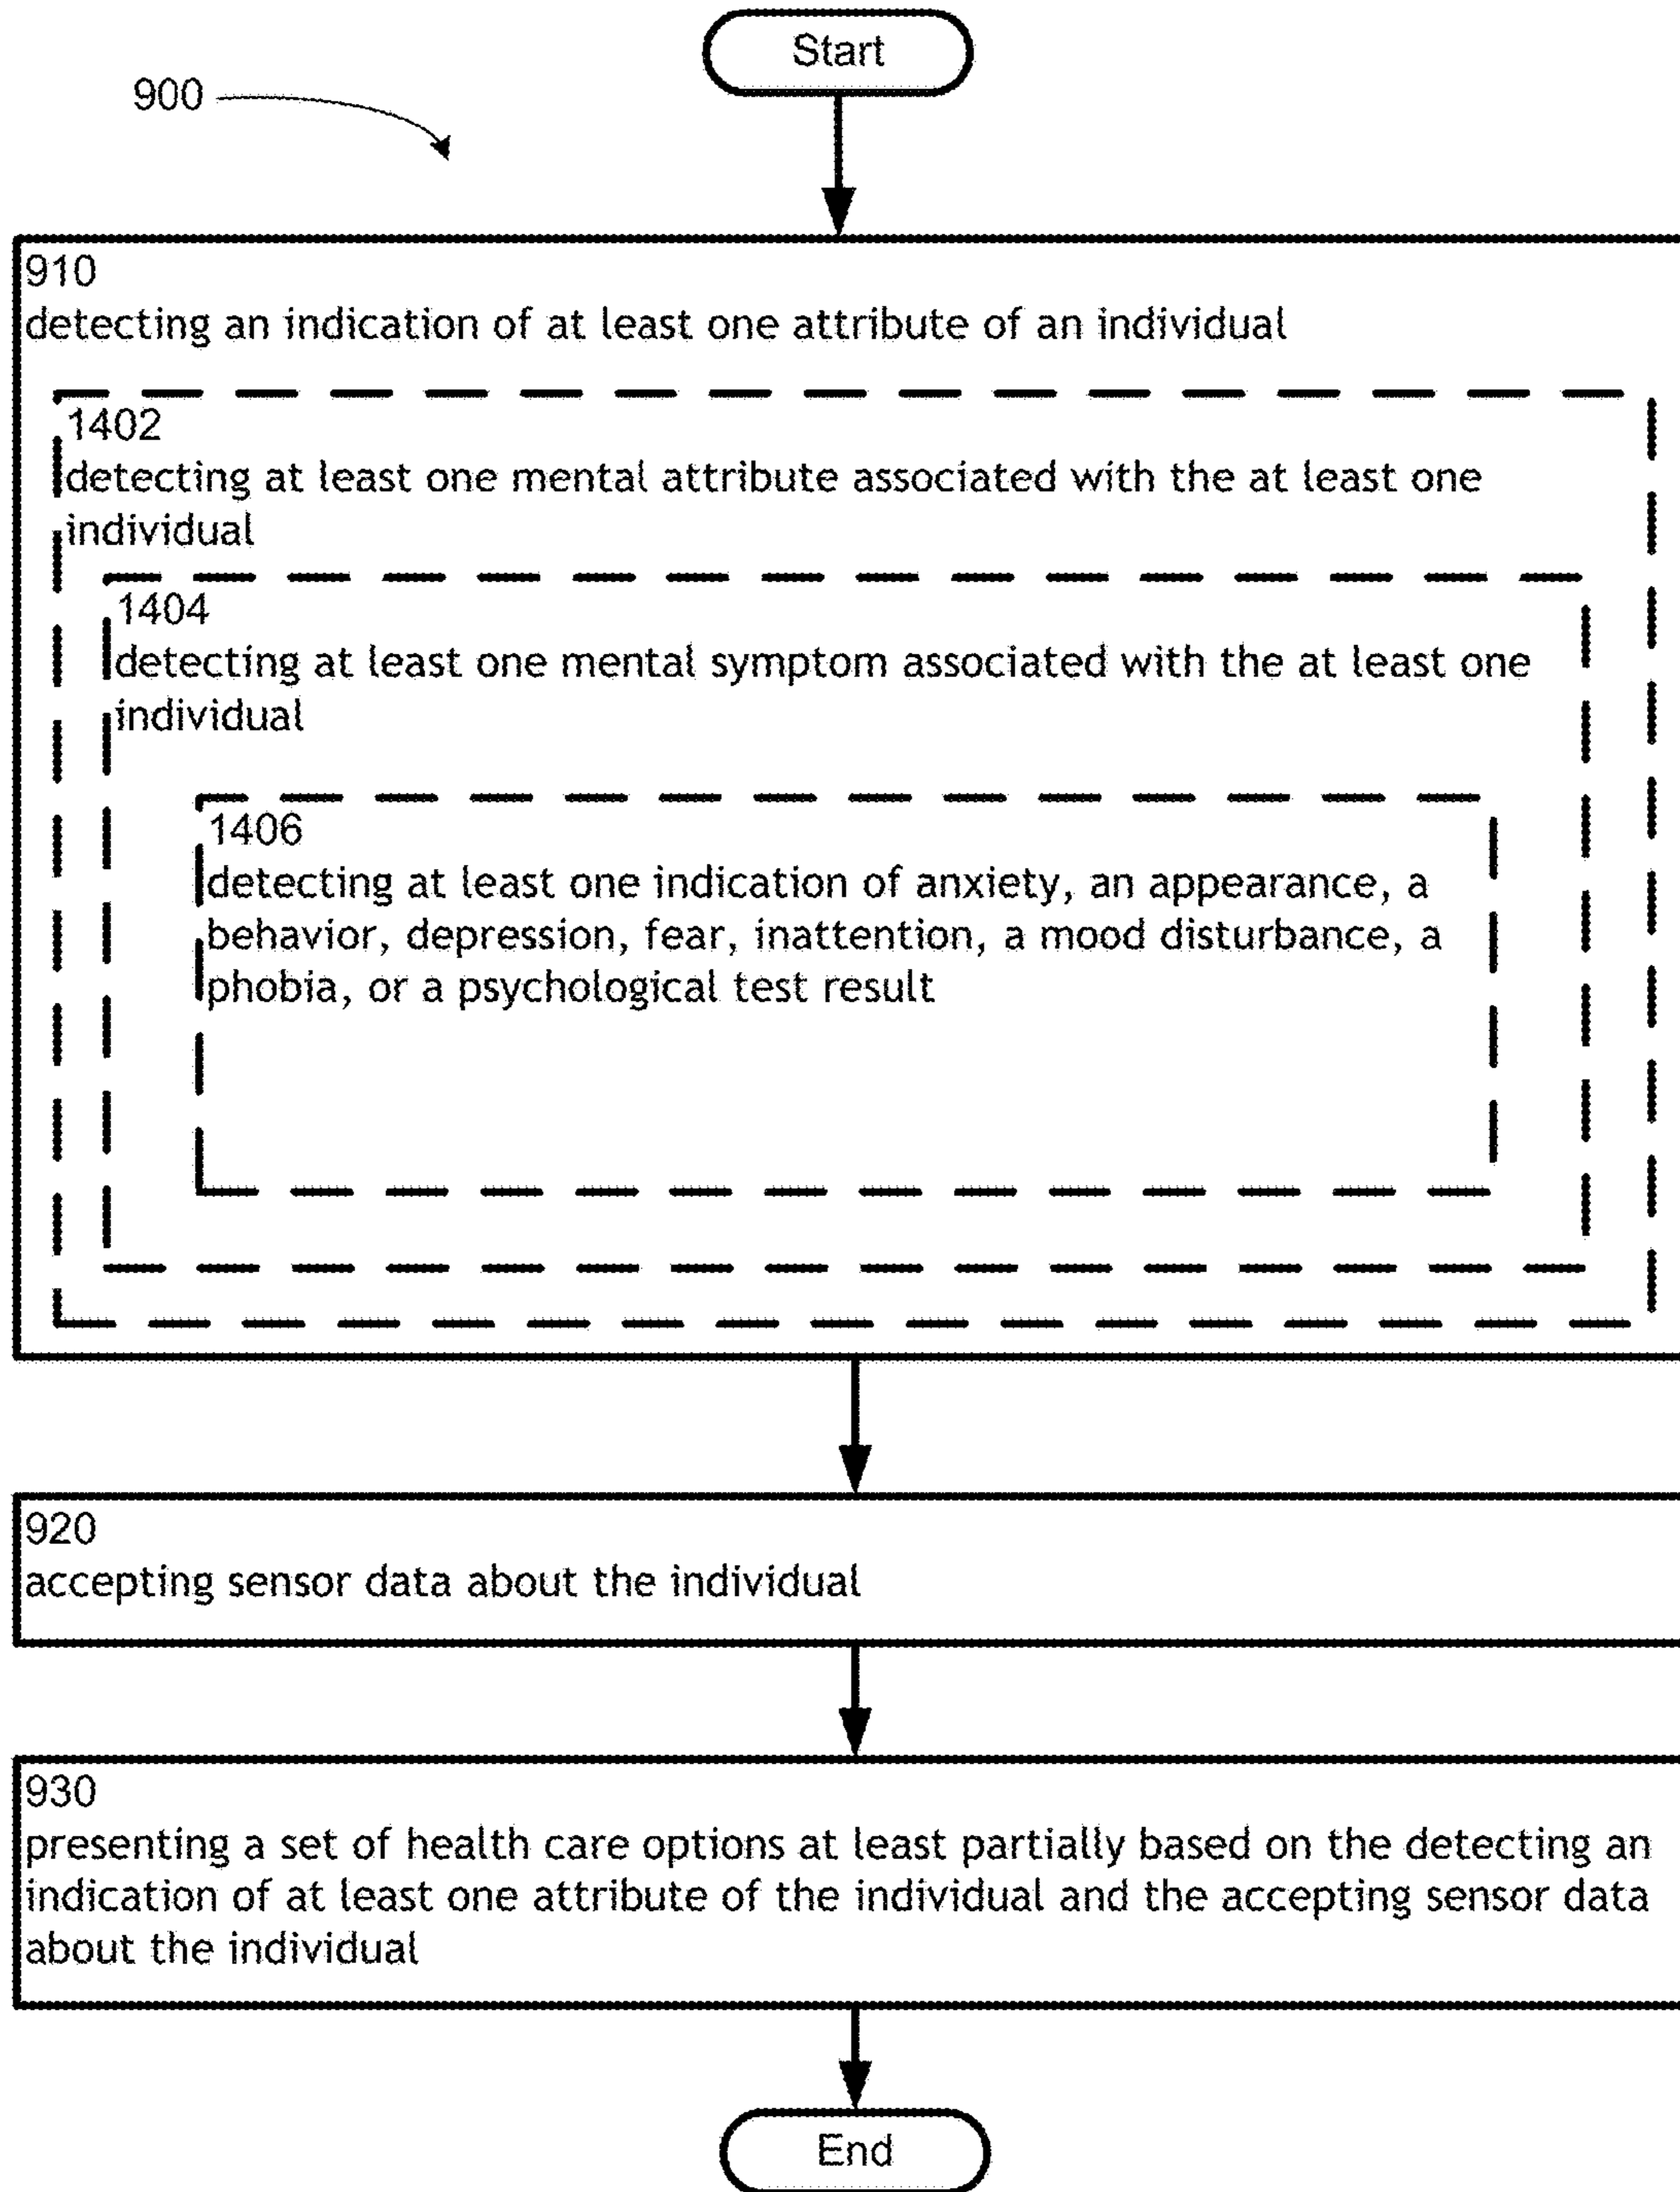 Start
900
910
detecting an indication of at least one attribute of an individual
1402
detecting at least one mental attribute associated with the at least one
individual
1404
detecting at least one mental symptom associated with the at least one
individual
1406
detecting at least one indication of anxiety, an appearance, a
behavior, depression, fear, inattention, a mood disturbance, a
phobia, or a psychological test result
920
accepting sensor data about the individual
930
presenting a set of health care options at least partially based on the detecting an
indication of at least one attribute of the individual and the accepting sensor data
about the individual
End